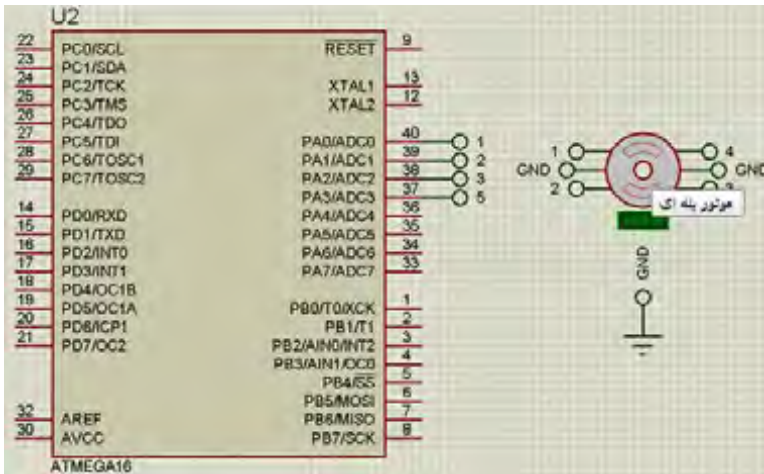 U2
22 PC0/SCL RESET 9
23 PC1/SDA
24 PC2/TCK XTAL1 13
25 PC3/TMS XTAL2 12
26 PC4/TDO
27 PC5/TDI PA0/ADC0 40 1
28 PC6/TOSC1 PA1/ADC1 39 2
29 PC7/TOSC2 PA2/ADC2 38 3
PA3/ADC3 37 5
14 PD0/RXD PA4/ADC4 36
15 PD1/TXD PA5/ADC5 35
16 PD2/INT0 PA6/ADC6 34
17 PD3/INT1 PA7/ADC7 33
18 PD4/OC1B
19 PD5/OC1A PB0/T0/XCK 1
20 PD6/ICP1 PB1/T1 2
21 PD7/OC2 PB2/AIN0/INT2 3
PB3/AIN1/OC0 4
PB4/SS 5
PB5/MOSI 6
32 AREF PB6/MISO 7
30 AVCC PB7/SCK 8
ATMEGA16
1 4
GND GND
2 3
موتور پله ای
GND